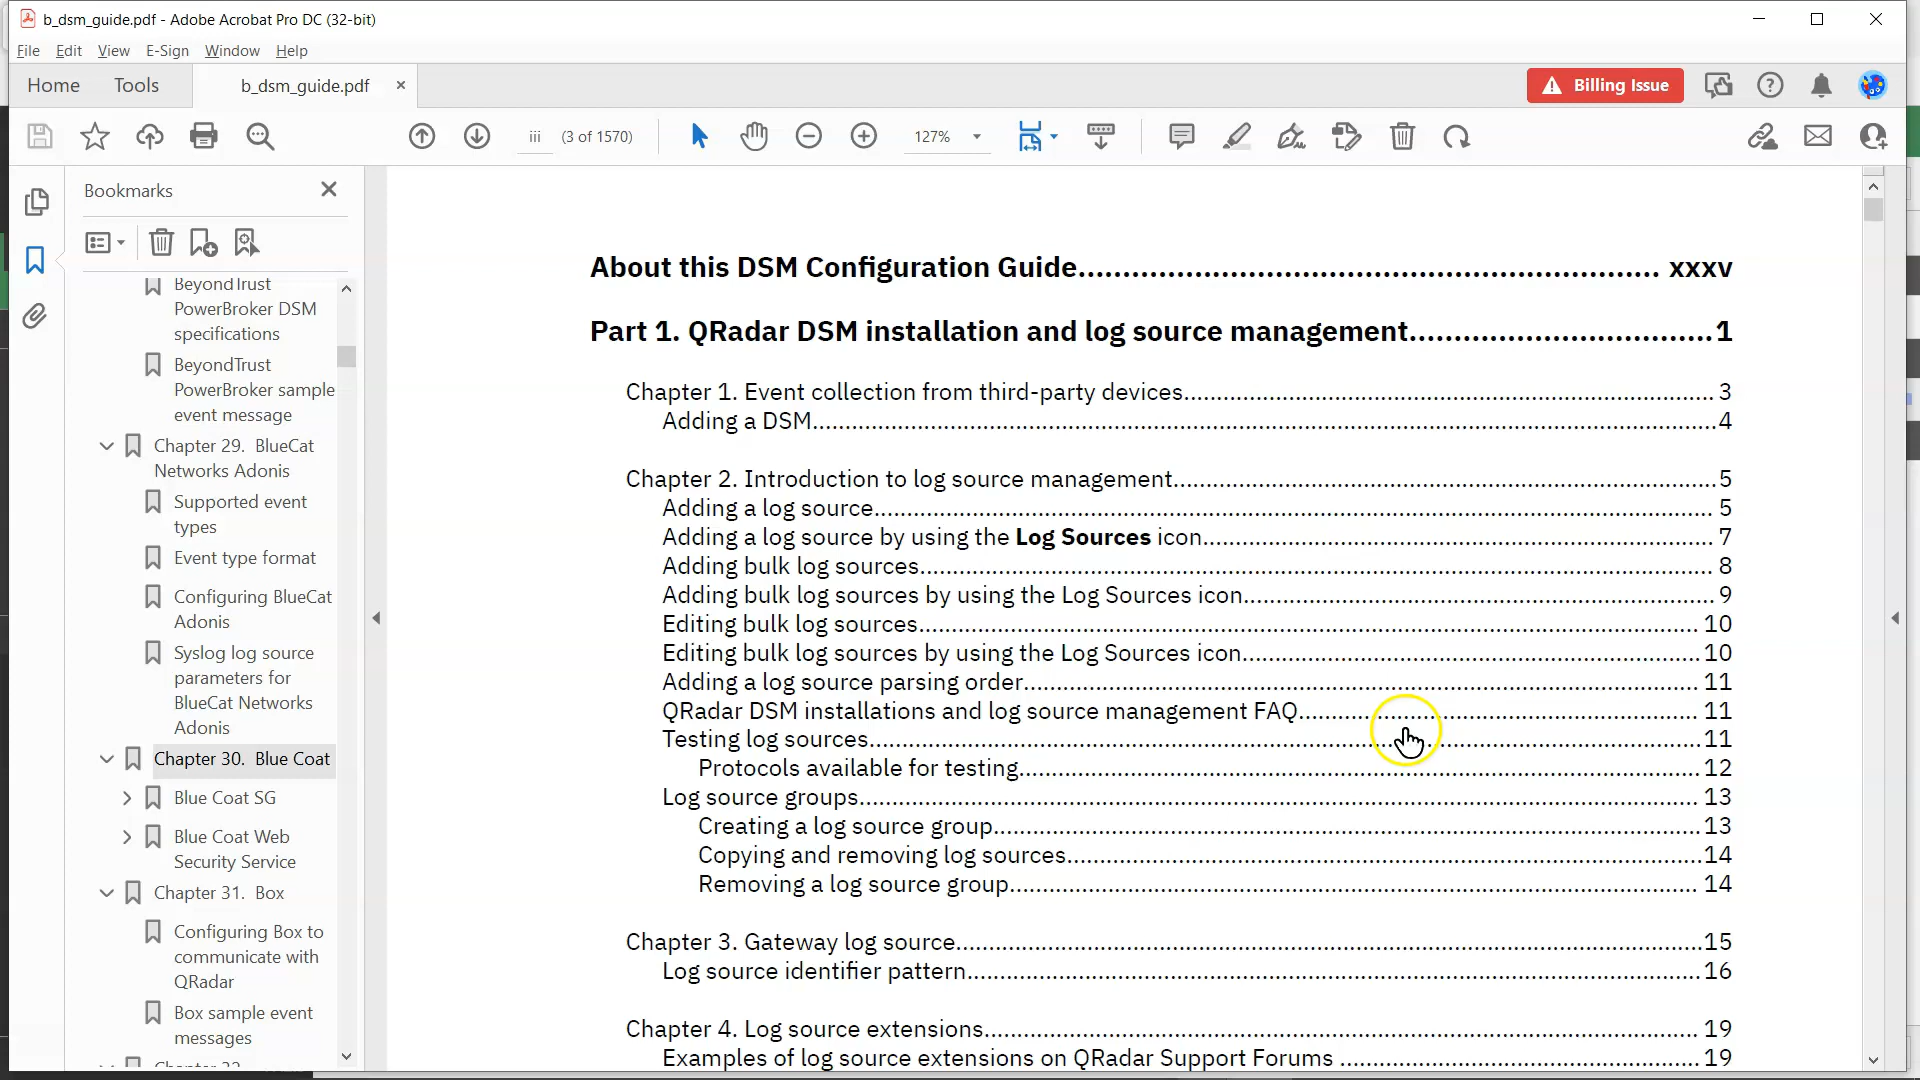 b_dsm_guide.pdf - Adobe Acrobat Pro DC (32-bit)
File Edit View E-Sign Window Help
Home Tools b_dsm_guide.pdf Billing Issue
iii (3 of 1570) 127%
Bookmarks
BeyondTrust
PowerBroker DSM
specifications
BeyondTrust
PowerBroker sample
event message
Chapter 29. BlueCat
Networks Adonis
Supported event
types
Event type format
Configuring BlueCat
Adonis
Syslog log source
parameters for
BlueCat Networks
Adonis
Chapter 30. Blue Coat
Blue Coat SG
Blue Coat Web
Security Service
Chapter 31. Box
Configuring Box to
communicate with
QRadar
Box sample event
messages
About this DSM Configuration Guide................................................................ xxxv
Part 1. QRadar DSM installation and log source management..................................1
Chapter 1. Event collection from third-party devices.......................................................................... 3
Adding a DSM..................................................................................................................................4
Chapter 2. Introduction to log source management...........................................................................5
Adding a log source......................................................................................................................... 5
Adding a log source by using the Log Sources icon....................................................................... 7
Adding bulk log sources.................................................................................................................. 8
Adding bulk log sources by using the Log Sources icon.................................................................. 9
Editing bulk log sources................................................................................................................ 10
Editing bulk log sources by using the Log Sources icon............................................................... 10
Adding a log source parsing order................................................................................................ 11
QRadar DSM installations and log source management FAQ....................................................... 11
Testing log sources........................................................................................................................11
Protocols available for testing................................................................................................. 12
Log source groups......................................................................................................................... 13
Creating a log source group..................................................................................................... 13
Copying and removing log sources..........................................................................................14
Removing a log source group................................................................................................... 14
Chapter 3. Gateway log source..........................................................................................................15
Log source identifier pattern.........................................................................................................16
Chapter 4. Log source extensions..................................................................................................... 19
Examples of log source extensions on QRadar Support Forums ..................................................19